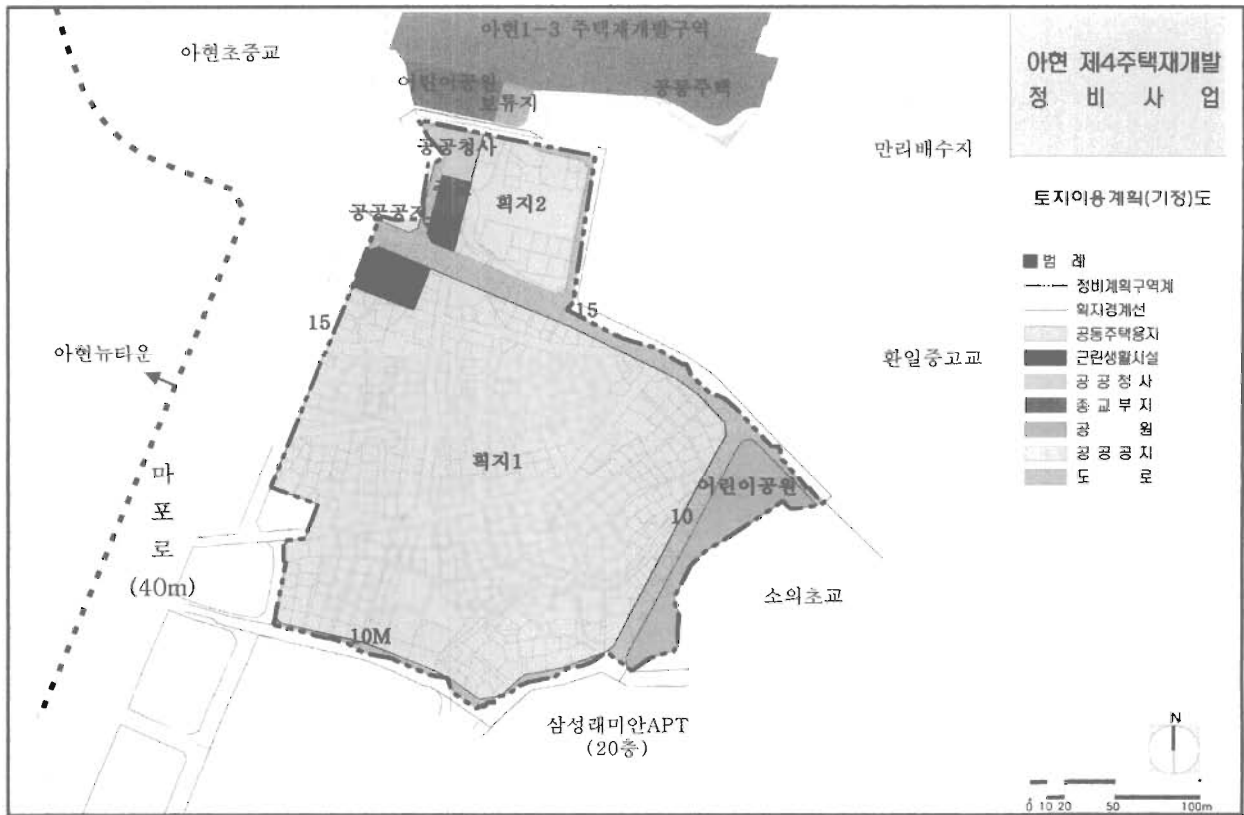 아현 제4주택재개발
정 비 사 업
토지이용계획(기정)도
범 례
정비계획구역계
획지경계선
공동주택용지
근린생활시설
공 공 청 사
종 교 부 지
공 원
공 공 공 지
도 로
아현초중교
아현1-3 주택재개발구역
어린이공원
보류지
공동주택
만리배수지
공공청사
획지2
15
15
아현뉴타운
환일중고교
획지1
마
포
로
(40m)
어린이공원
10
소의초교
10M
삼성래미안APT
(20층)
N
0 10 20 50 100m